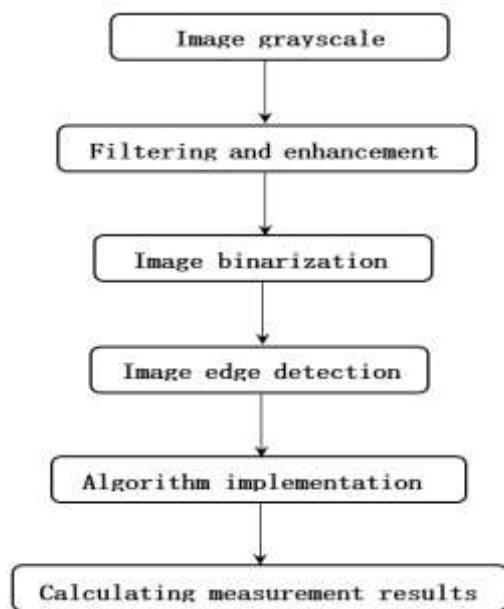 Image grayscale
Filtering and enhancement
Image binarization
Image edge detection
Algorithm implementation
Calculating measurement results